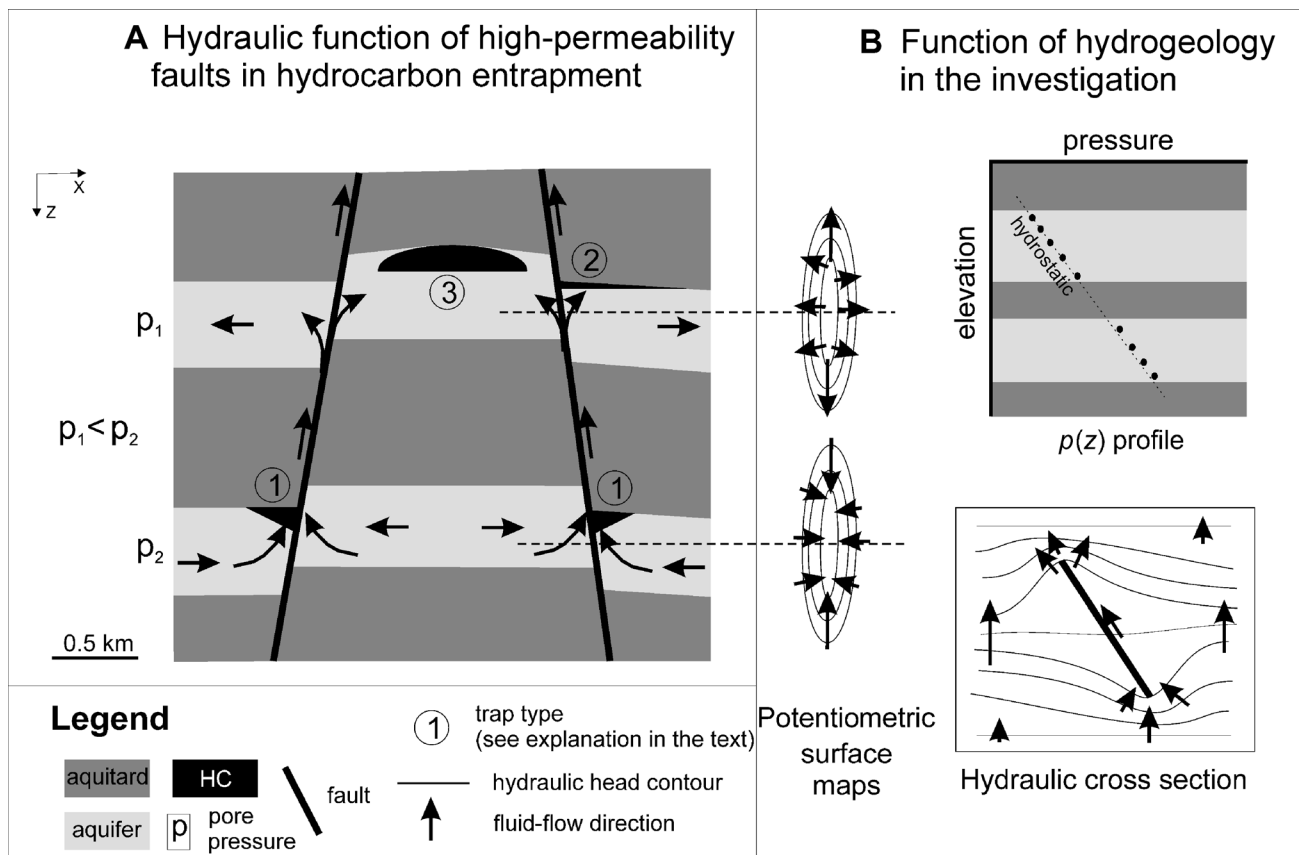 A Hydraulic function of high-permeability
faults in hydrocarbon entrapment
B Function of hydrogeology
in the investigation
X
Z
p₁
p₁<p₂
p₂
0.5 km
1
1
2
3
pressure
elevation
hydrostatic
p(z) profile
Potentiometric
surface
maps
Hydraulic cross section
Legend
aquitard
HC
fault
aquifer
p
pore
pressure
1
trap type
(see explanation in the text)
hydraulic head contour
fluid-flow direction